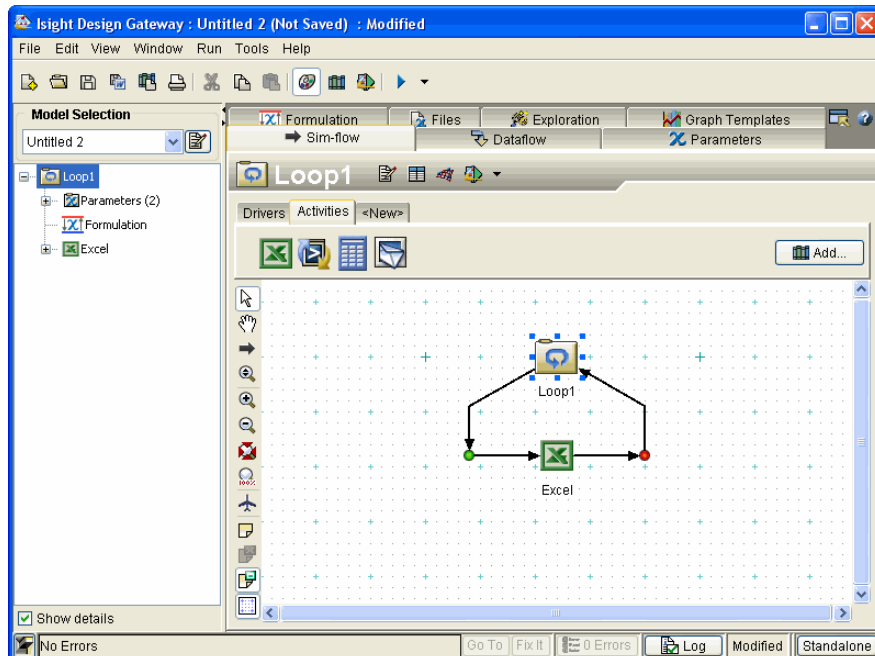 Isight Design Gateway : Untitled 2 (Not Saved) : Modified
File Edit View Window Run Tools Help
Model Selection
Untitled 2
Loop1
Parameters (2)
Formulation
Excel
Show details
Formulation Files Exploration Graph Templates
Sim-flow Dataflow Parameters
Loop1
Drivers Activities <New>
Add...
Loop1
Excel
100%
No Errors Go To Fix It 0 Errors Log Modified Standalone